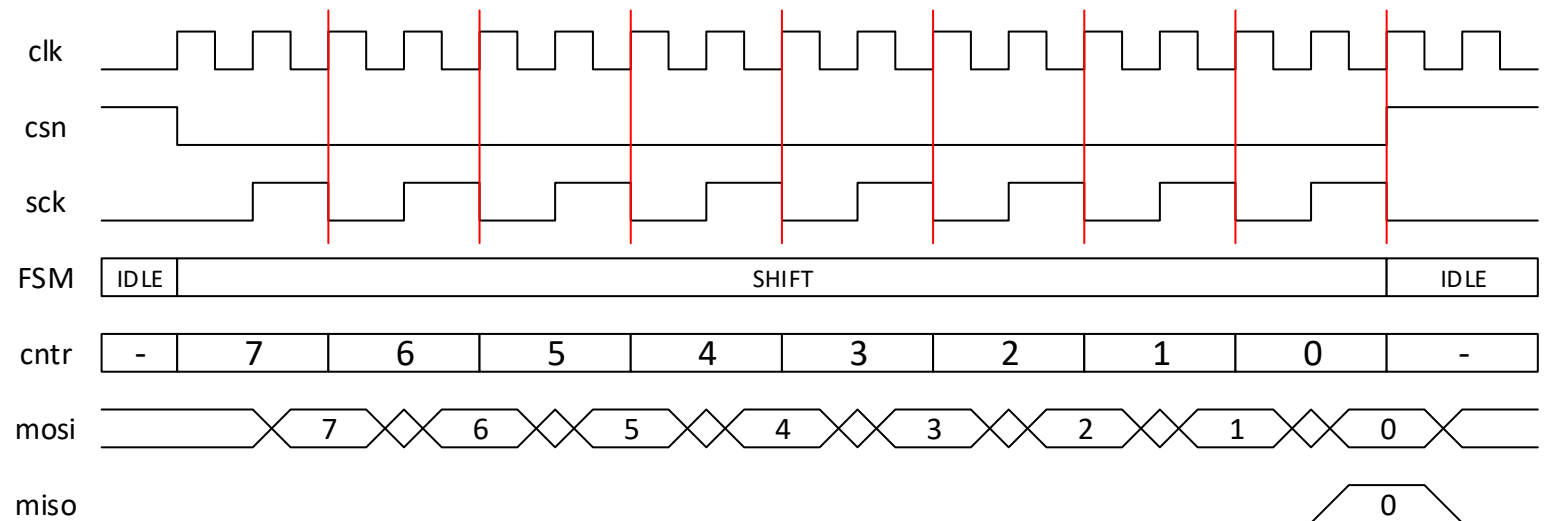 clk
csn
sck
FSM IDLE SHIFT IDLE
cntr - 7 6 5 4 3 2 1 0 -
mosi 7 6 5 4 3 2 1 0
miso 0